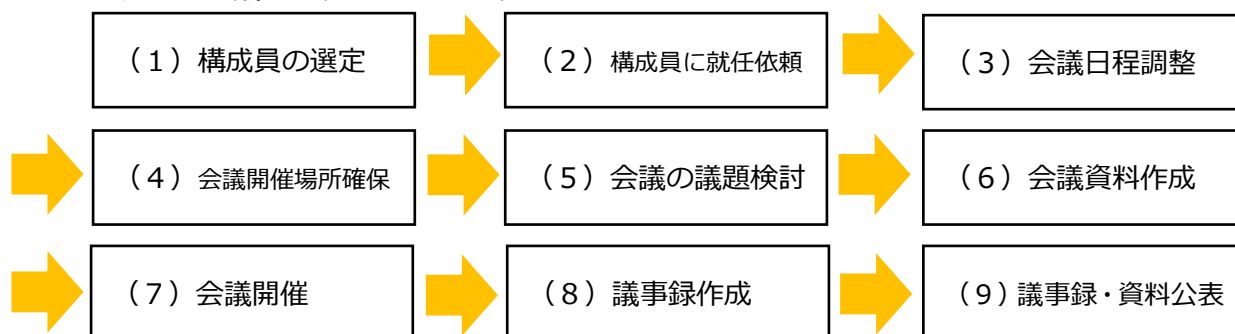 （1）構成員の選定
（2）構成員に就任依頼
（3）会議日程調整
（4）会議開催場所確保
（5）会議の議題検討
（6）会議資料作成
（7）会議開催
（8）議事録作成
（9）議事録・資料公表